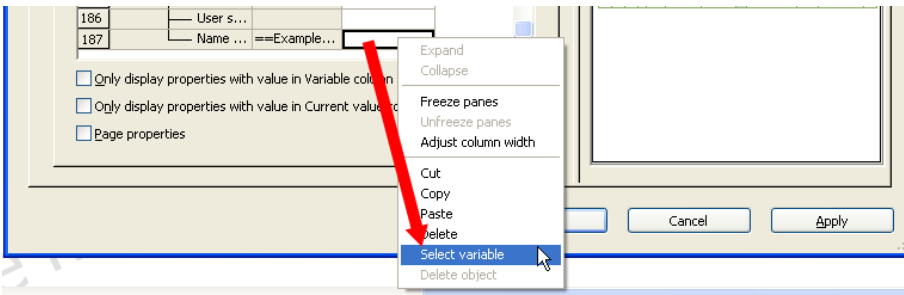 186 User s...
187 Name ... ==Example...
Expand
Collapse
Only display properties with value in Variable column
Only display properties with value in Current value
Page properties
Freeze panes
Unfreeze panes
Adjust column width
Cut
Copy
Paste
Delete
Select variable
Delete object
Cancel
Apply